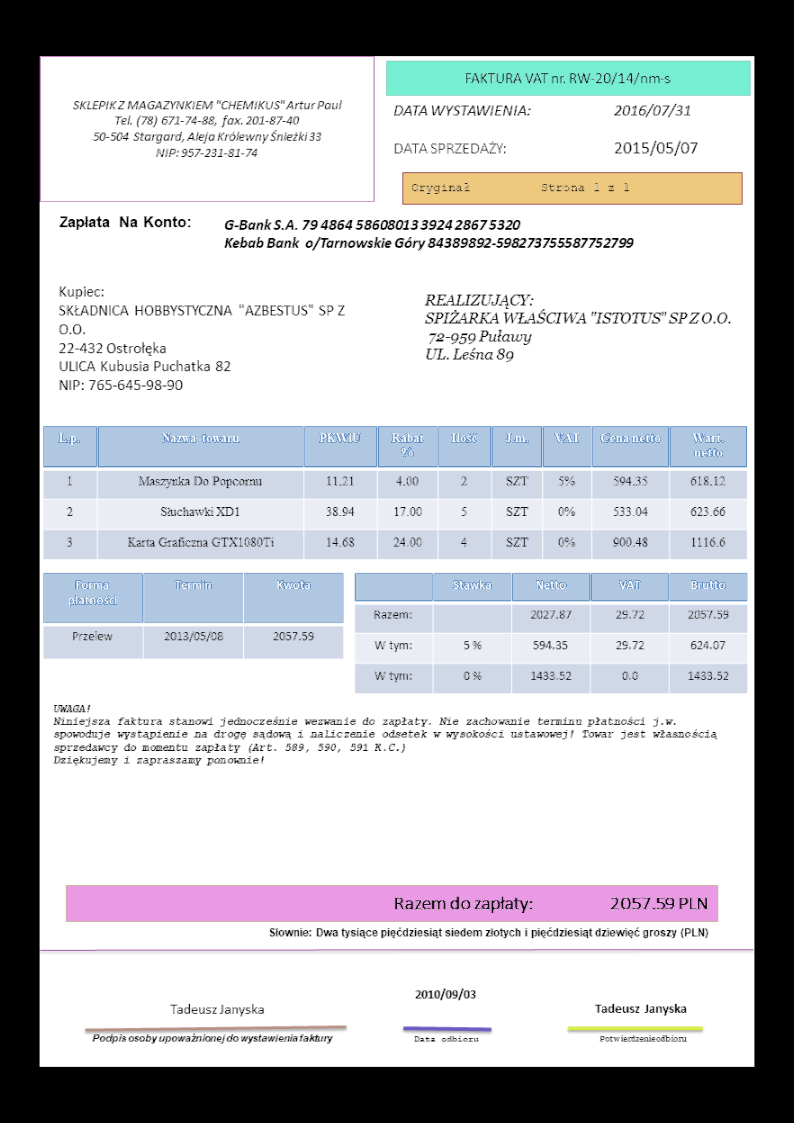 SKLEPIK Z MAGAZYNKIEM "CHEMIKUS" Artur Paul
Tel. (78) 671-74-88, fax. 201-87-40
50-504 Stargard, Aleja Królewny Śnieżki 33
NIP: 957-231-81-74
FAKTURA VAT nr. RW-20/14/nm-s
DATA WYSTAWIENIA: 2016/07/31
DATA SPRZEDAŻY: 2015/05/07
Oryginał Strona 1 z 1
Zapłata Na Konto:
G-Bank S.A. 79 4864 58608013 3924 2867 5320
Kebab Bank o/Tarnowskie Góry 84389892-598273755587752799
Kupiec:
SKŁADNICA HOBBYSTYCZNA "AZBESTUS" SP Z
O.O.
22-432 Ostrołęka
ULICA Kubusia Puchatka 82
NIP: 765-645-98-90
REALIZUJĄCY:
SPIŻARKA WŁAŚCIWA "ISTOTUS" SP Z O.O.
72-959 Puławy
UL. Leśna 89
L.p. Nazwa towaru PKWiU Rabat % Ilość J.m. VAT Cena netto Wart. netto
1 Maszynka Do Popcornu 11.21 4.00 2 SZT 5% 594.35 618.12
2 Słuchawki XD1 38.94 17.00 5 SZT 0% 533.04 623.66
3 Karta Graficzna GTX1080Ti 14.68 24.00 4 SZT 0% 900.48 1116.6
Forma płatności Termin Kwota
Przelew 2013/05/08 2057.59
Stawka Netto VAT Brutto
Razem: 2027.87 29.72 2057.59
W tym: 5 % 594.35 29.72 624.07
W tym: 0 % 1433.52 0.0 1433.52
UWAGA!
Niniejsza faktura stanowi jednocześnie wezwanie do zapłaty. Nie zachowanie terminu płatności j.w.
spowoduje wystąpienie na drogę sądową i naliczenie odsetek w wysokości ustawowej! Towar jest własnością
sprzedawcy do momentu zapłaty (Art. 589, 590, 591 K.C.)
Dziękujemy i zapraszamy ponownie!
Razem do zapłaty: 2057.59 PLN
Słownie: Dwa tysiące pięćdziesiąt siedem złotych i pięćdziesiąt dziewięć groszy (PLN)
Tadeusz Janyska
2010/09/03
Tadeusz Janyska
Podpis osoby upoważnionej do wystawienia faktury
Data odbioru
Potwierdzenieodbioru